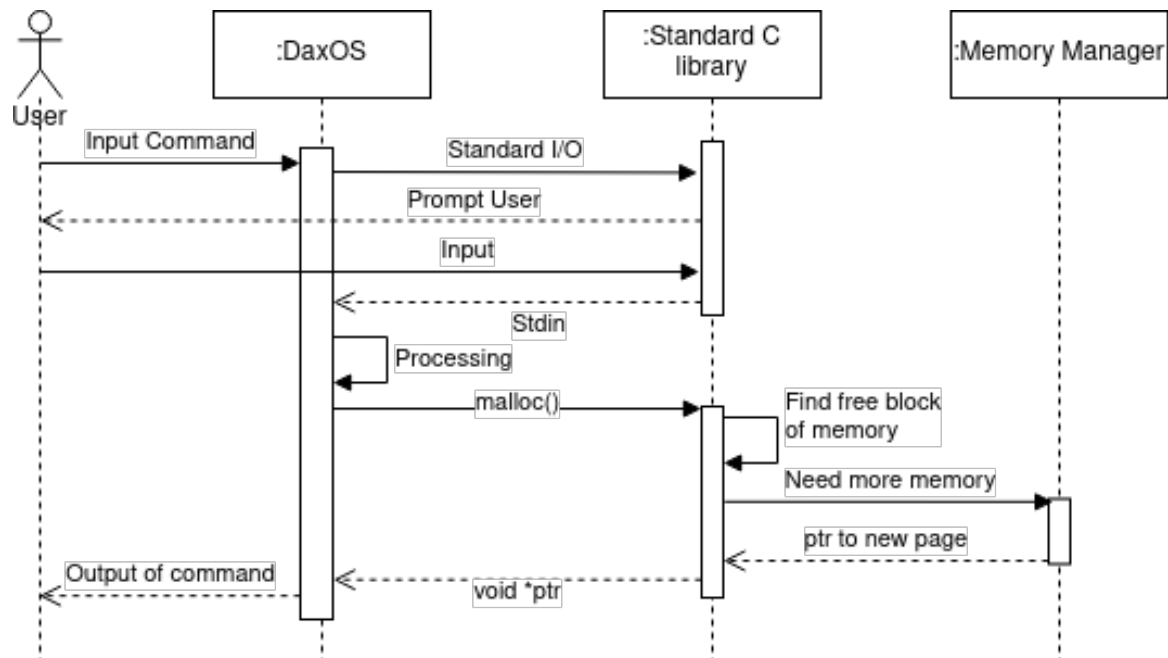 :DaxOS
:Standard C
library
:Memory Manager
User
Input Command
Standard I/O
Prompt User
Input
Stdin
Processing
malloc()
Find free block
of memory
Need more memory
ptr to new page
Output of command
void *ptr